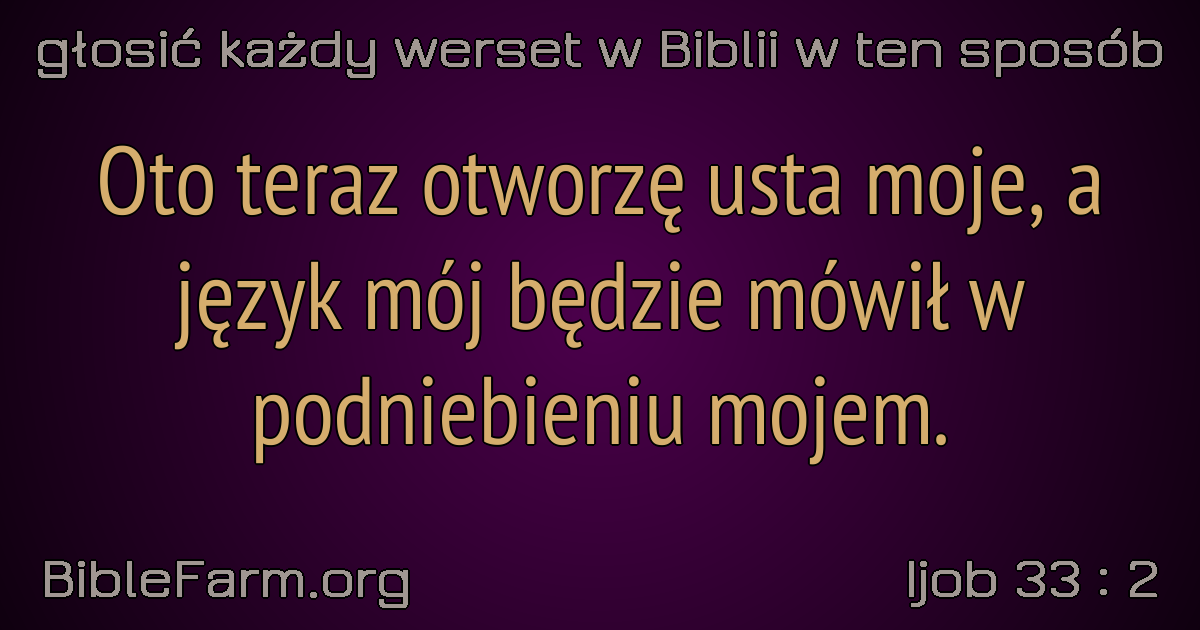 głosić każdy werset w Biblii w ten sposób
Oto teraz otworzę usta moje, a
język mój będzie mówił w
podniebieniu mojem.
BibleFarm.org
Ijob 33 : 2